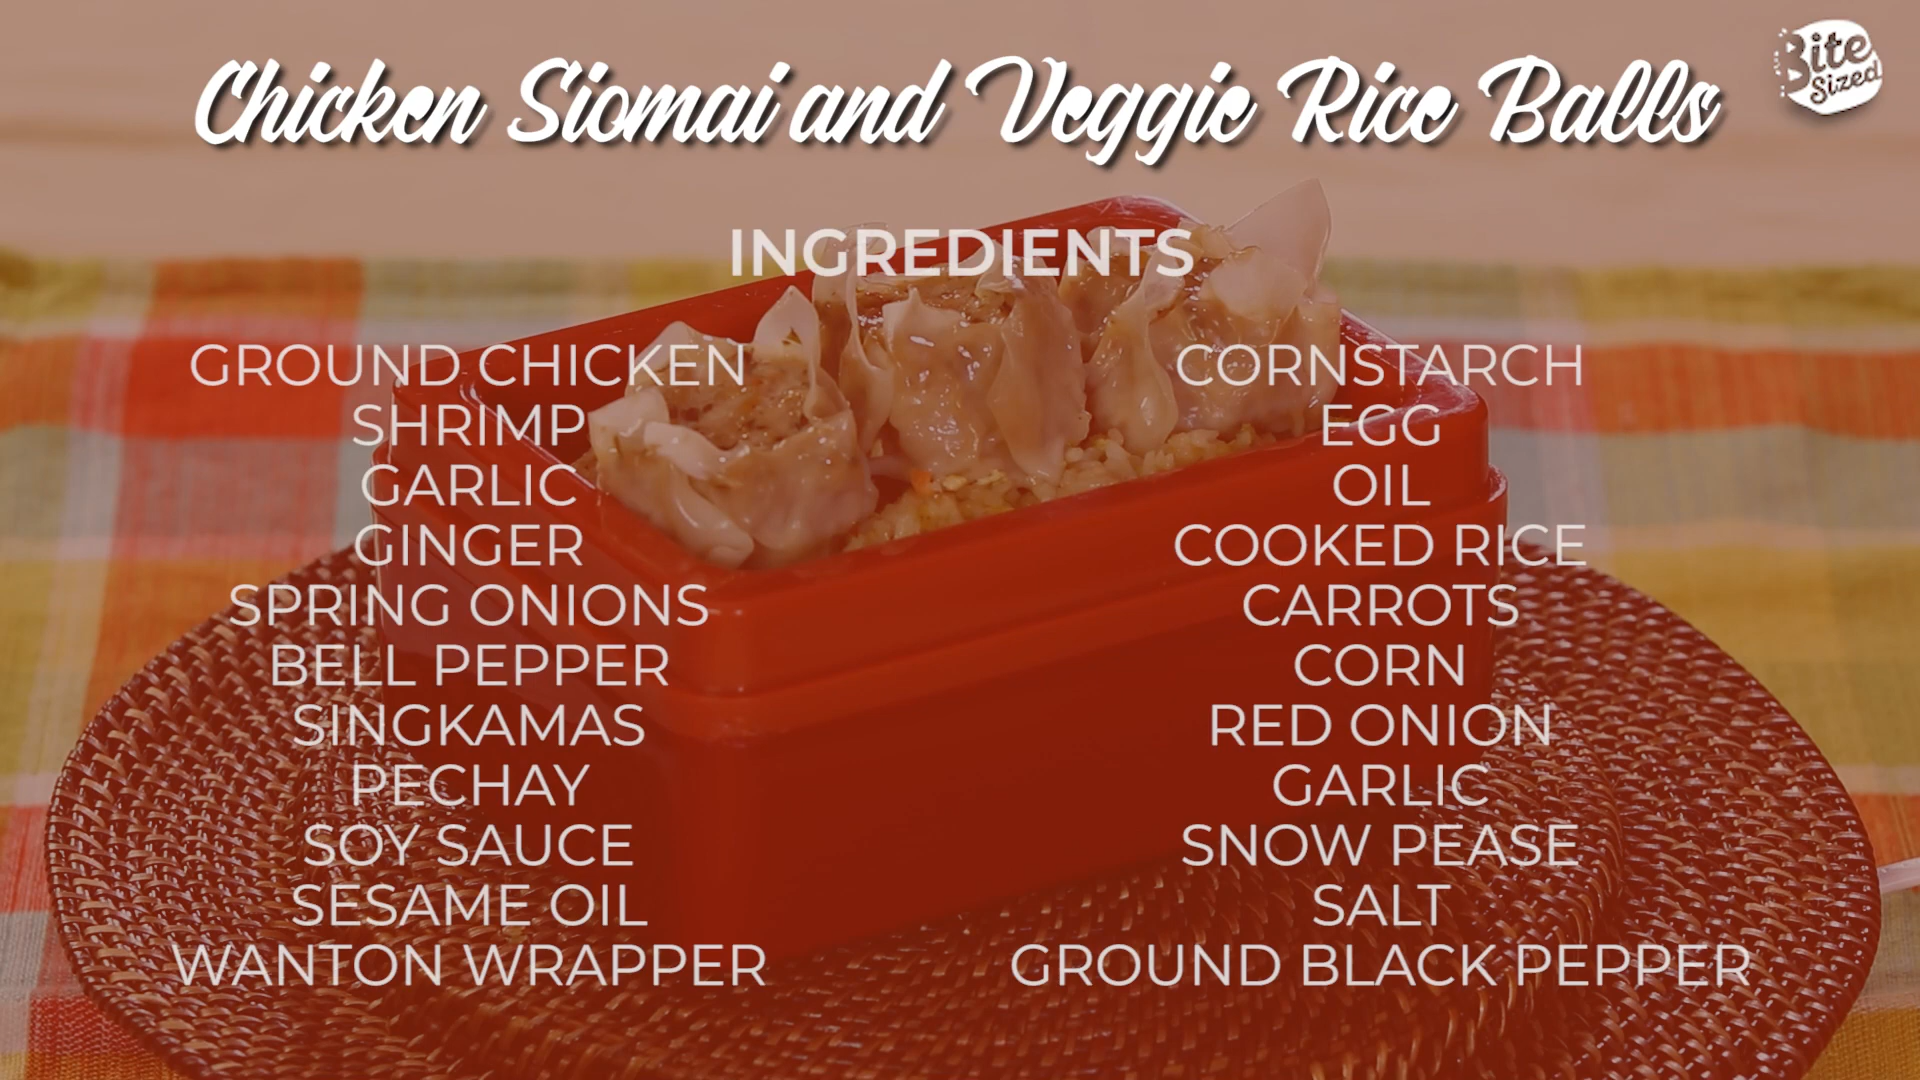 Chicken Siomai and Veggie Rice Balls
Bite
Sized
INGREDIENTS
GROUND CHICKEN
SHRIMP
GARLIC
GINGER
SPRING ONIONS
BELL PEPPER
SINGKAMAS
PECHAY
SOY SAUCE
SESAME OIL
WANTON WRAPPER
CORNSTARCH
EGG
OIL
COOKED RICE
CARROTS
CORN
RED ONION
GARLIC
SNOW PEASE
SALT
GROUND BLACK PEPPER